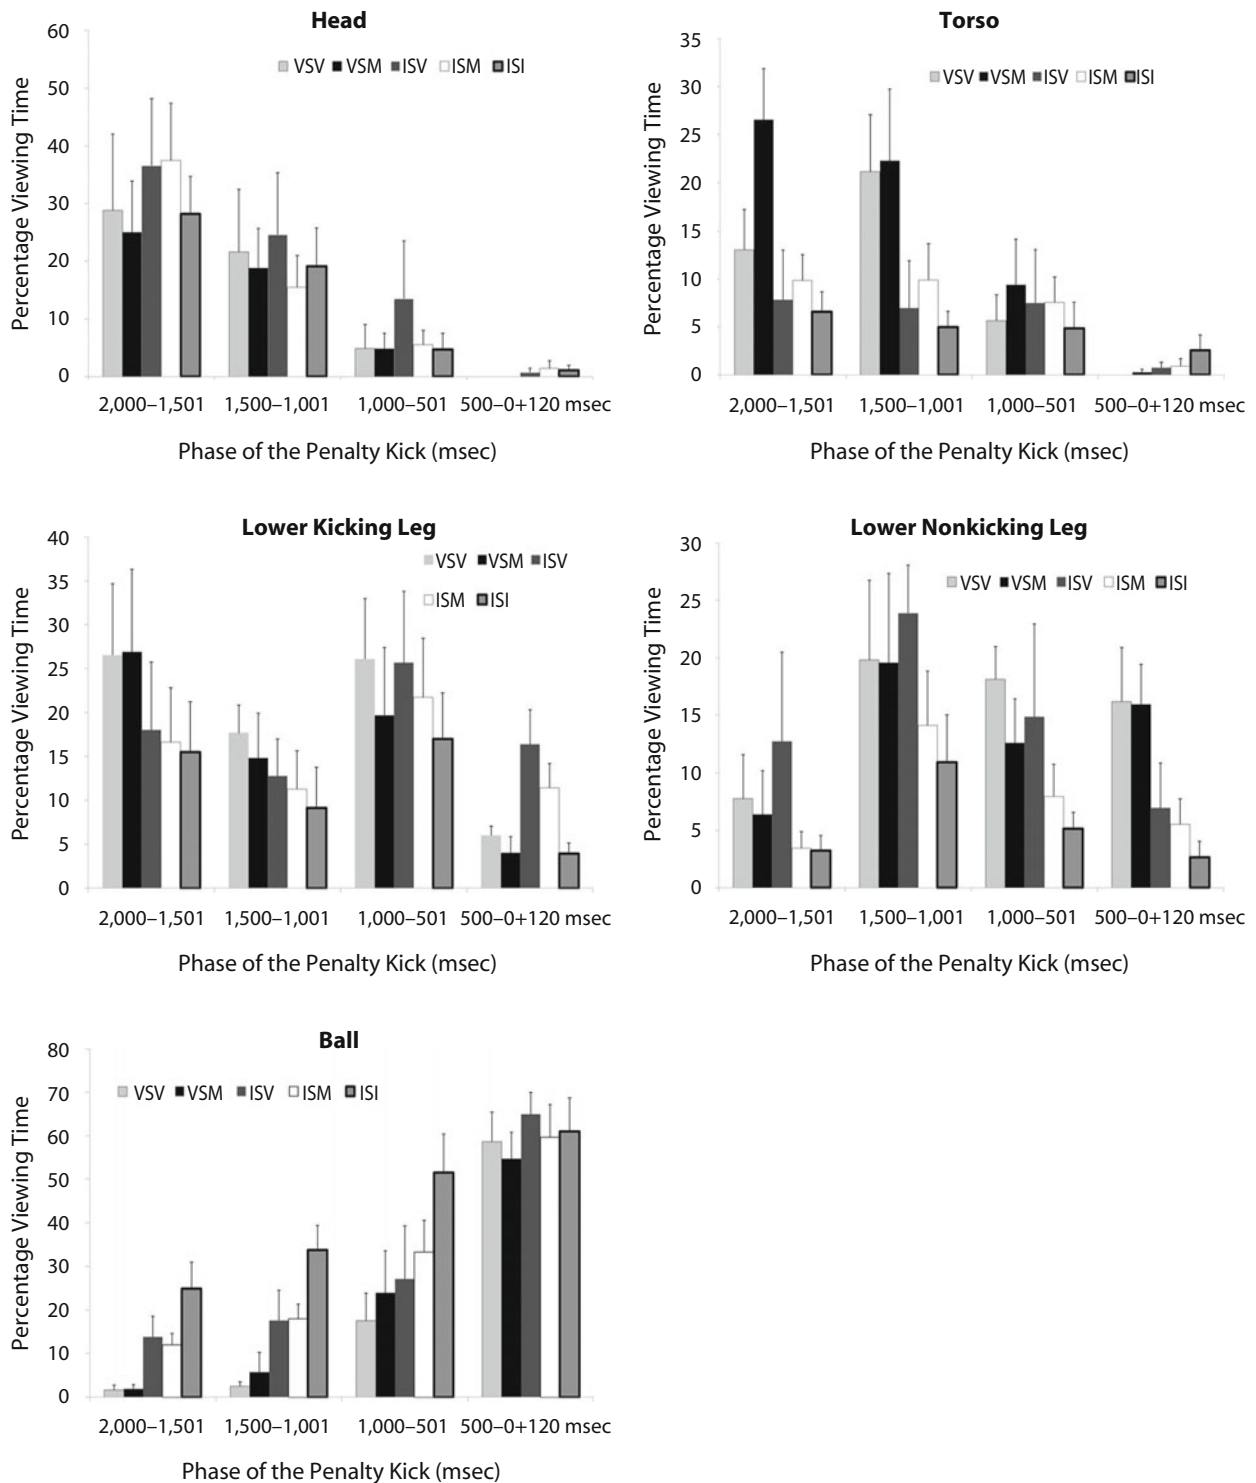 Head
Percentage Viewing Time
60
50
40
30
20
10
0
VSV VSM ISV ISM ISI
2,000–1,501 1,500–1,001 1,000–501 500–0+120 msec
Phase of the Penalty Kick (msec)
Torso
Percentage Viewing Time
35
30
25
20
15
10
5
0
VSV VSM ISV ISM ISI
2,000–1,501 1,500–1,001 1,000–501 500–0+120 msec
Phase of the Penalty Kick (msec)
Lower Kicking Leg
Percentage Viewing Time
40
35
30
25
20
15
10
5
0
VSV VSM ISV
ISM ISI
2,000–1,501 1,500–1,001 1,000–501 500–0+120 msec
Phase of the Penalty Kick (msec)
Lower Nonkicking Leg
Percentage Viewing Time
30
25
20
15
10
5
0
VSV VSM ISV ISM ISI
2,000–1,501 1,500–1,001 1,000–501 500–0+120 msec
Phase of the Penalty Kick (msec)
Ball
Percentage Viewing Time
80
70
60
50
40
30
20
10
0
VSV VSM ISV ISM ISI
2,000–1,501 1,500–1,001 1,000–501 500–0+120 msec
Phase of the Penalty Kick (msec)